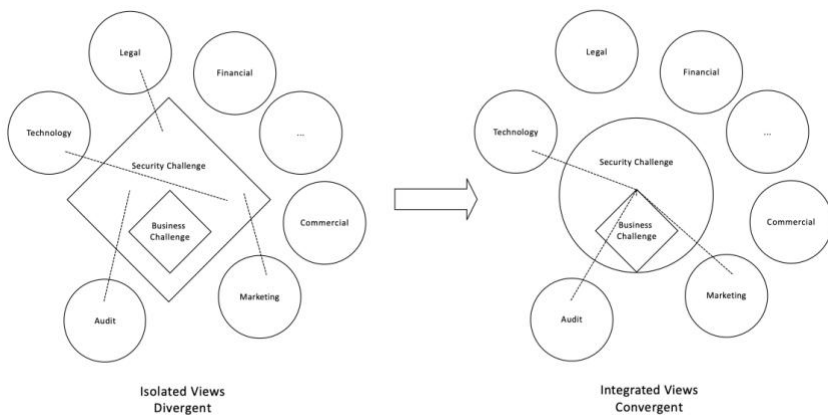 Legal
Financial
Technology
...
Security Challenge
Business
Challenge
Commercial
Marketing
Audit
Isolated Views
Divergent
Legal
Financial
Technology
...
Security Challenge
Business
Challenge
Commercial
Marketing
Audit
Integrated Views
Convergent